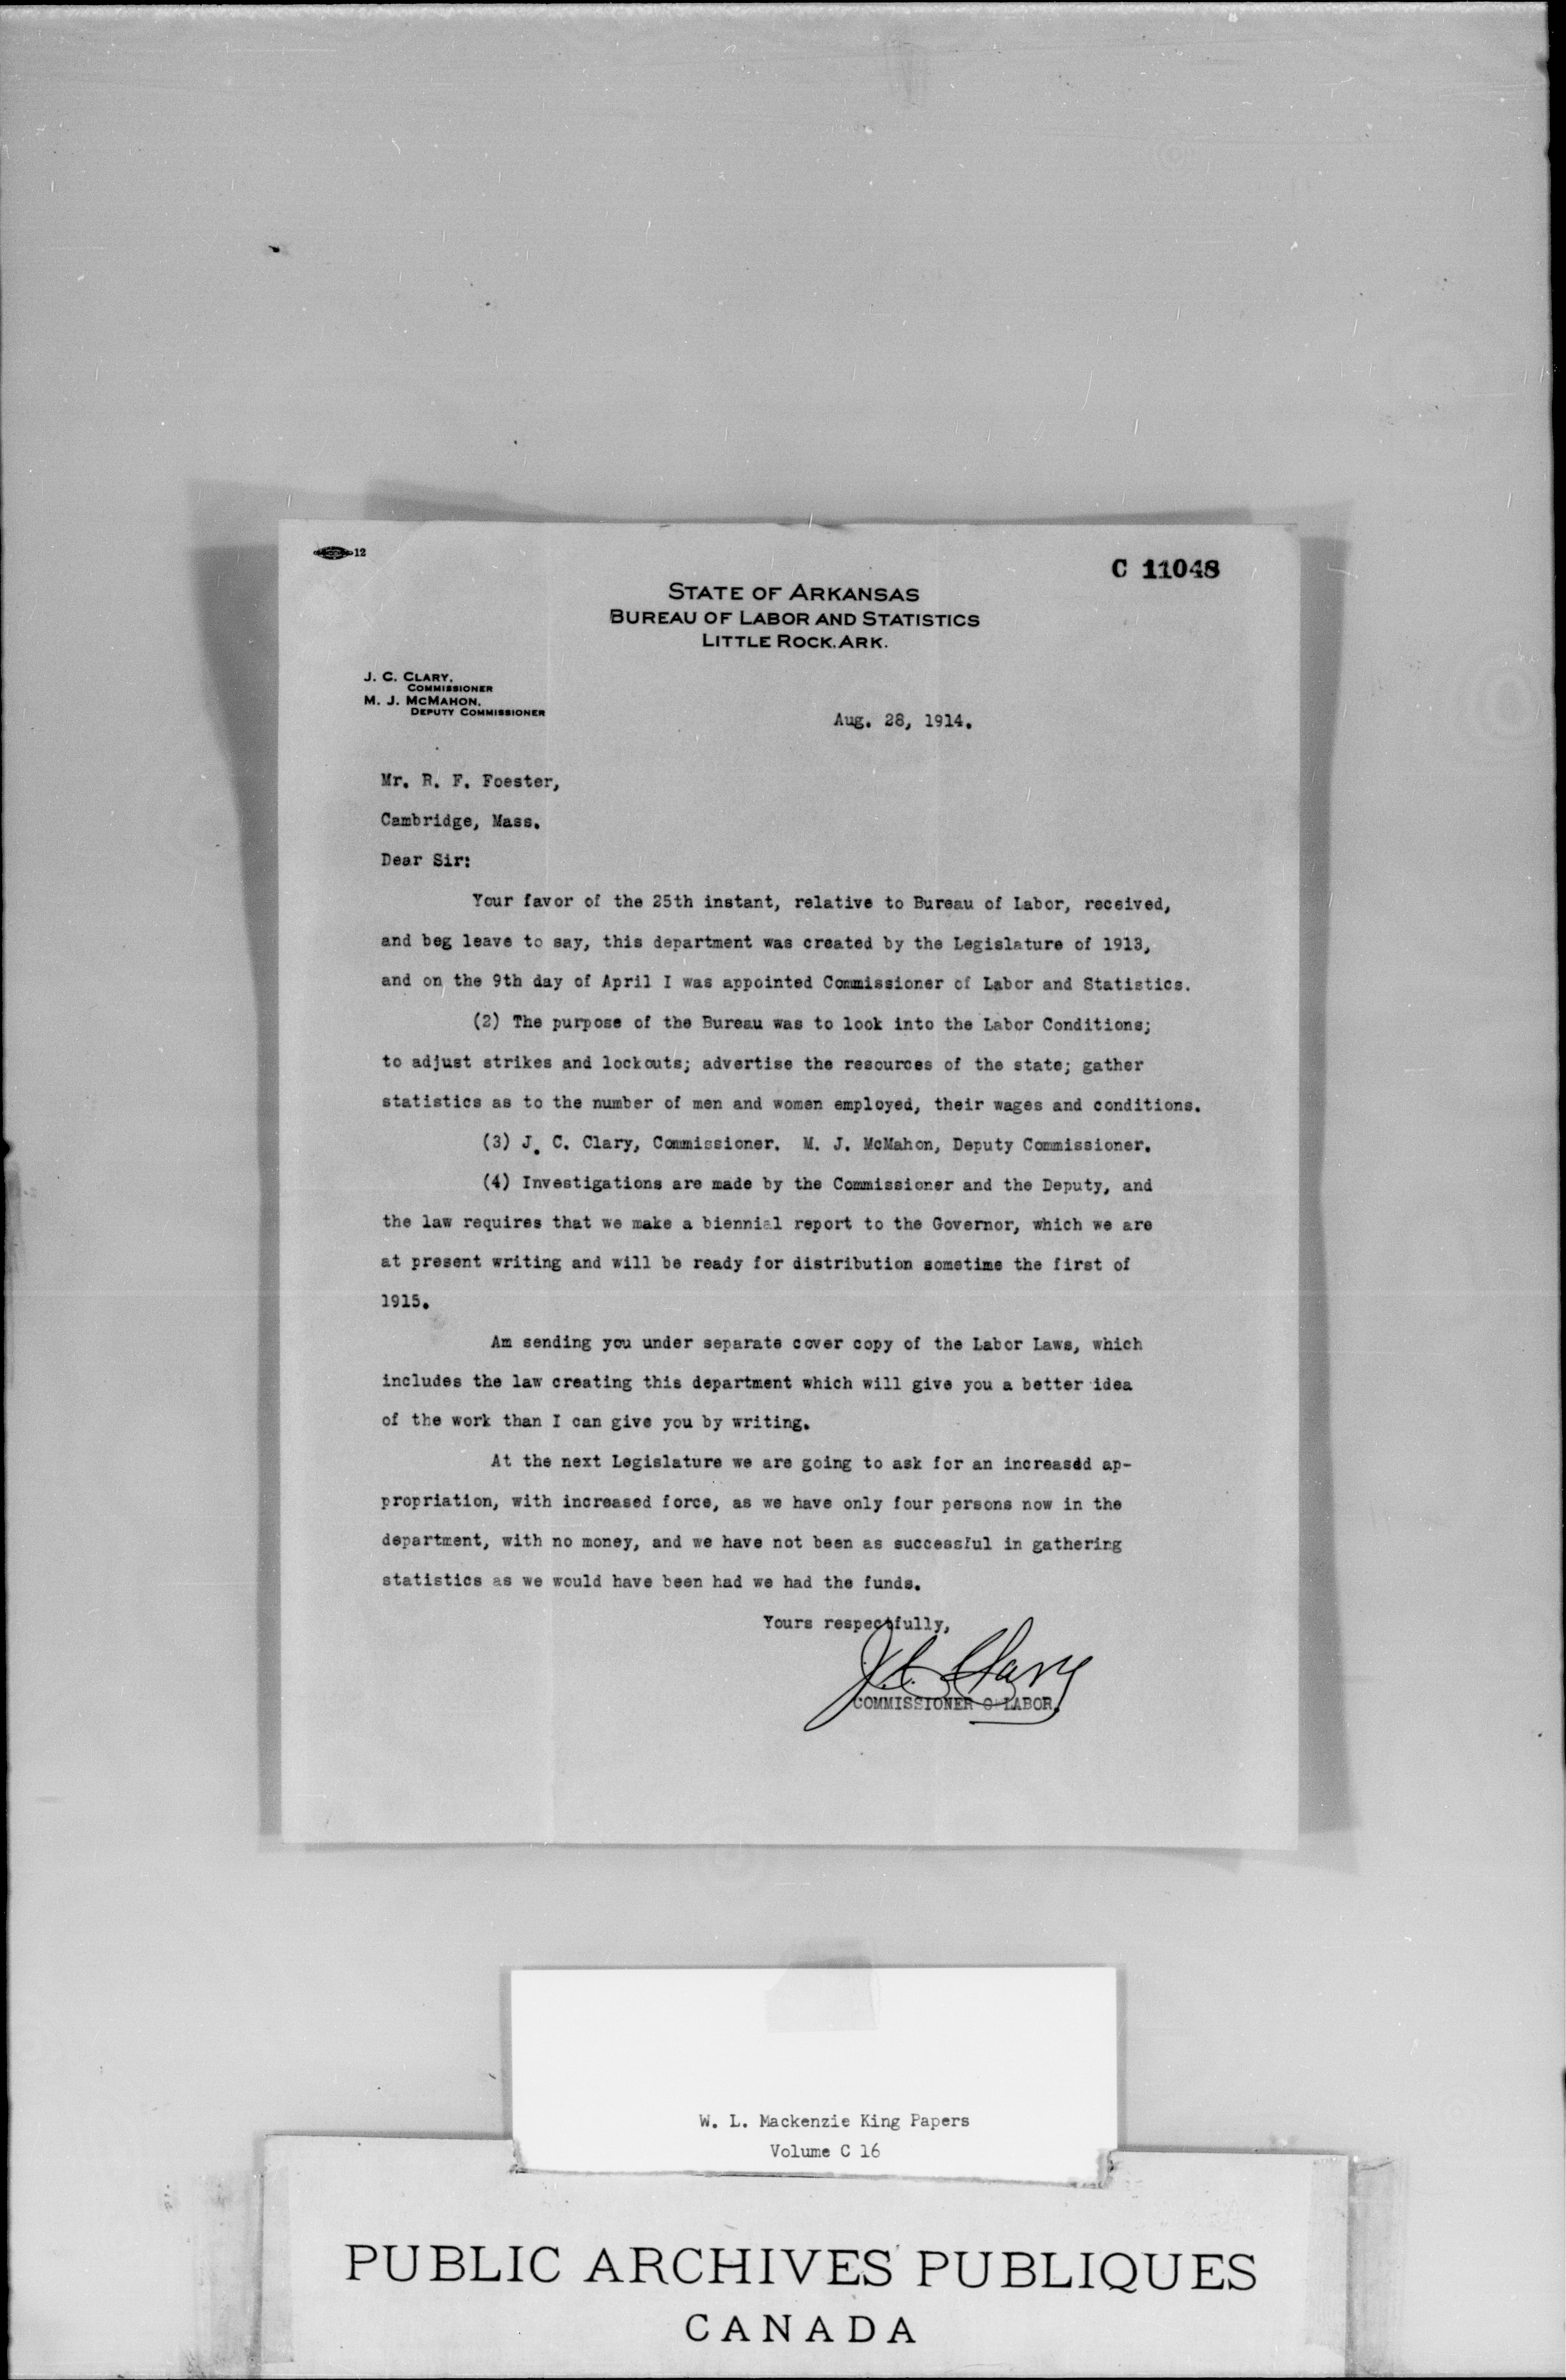 12
C 11048
STATE OF ARKANSAS
BUREAU OF LABOR AND STATISTICS
LITTLE ROCK, ARK.
J. C. CLARY,
COMMISSIONER
M. J. MCMAHON,
DEPUTY COMMISSIONER
Aug. 28, 1914.
Mr. R. F. Foester,
Cambridge, Mass.
Dear Sir:
Your favor of the 25th instant, relative to Bureau of Labor, received,
and beg leave to say, this department was created by the Legislature of 1913,
and on the 9th day of April I was appointed Commissioner of Labor and Statistics.
(2) The purpose of the Bureau was to look into the Labor Conditions;
to adjust strikes and lockouts; advertise the resources of the state; gather
statistics as to the number of men and women employed, their wages and conditions.
(3) J. C. Clary, Commissioner. M. J. McMahon, Deputy Commissioner.
(4) Investigations are made by the Commissioner and the Deputy, and
the law requires that we make a biennial report to the Governor, which we are
at present writing and will be ready for distribution sometime the first of
1915.
Am sending you under separate cover copy of the Labor Laws, which
includes the law creating this department which will give you a better idea
of the work than I can give you by writing.
At the next Legislature we are going to ask for an increased ap-
propriation, with increased force, as we have only four persons now in the
department, with no money, and we have not been as successful in gathering
statistics as we would have been had we had the funds.
Yours respectfully,
J. C. Clary
COMMISSIONER OF LABOR.
W. L. Mackenzie King Papers
Volume C 16
PUBLIC ARCHIVES PUBLIQUES
CANADA